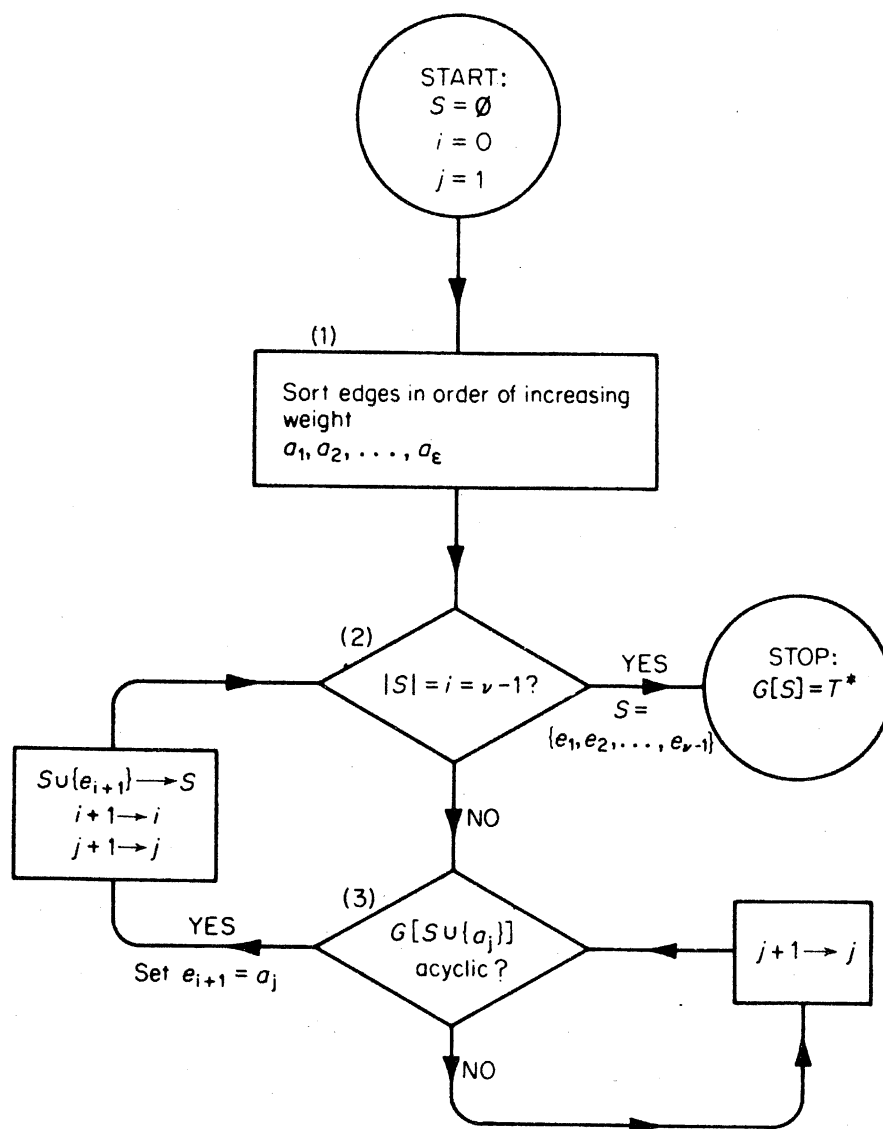 START:
S = ∅
i = 0
j = 1
(1)
Sort edges in order of increasing
weight
a₁, a₂, . . . , a_ε
(2)
|S| = i = ν−1?
YES
S =
{e₁, e₂, . . . , e_ν₋₁}
STOP:
G[S] = T*
S∪{e_i₊₁} → S
i + 1 → i
j + 1 → j
NO
(3)
G[S ∪ {a_j}]
acyclic?
YES
Set e_i₊₁ = a_j
j + 1 → j
NO